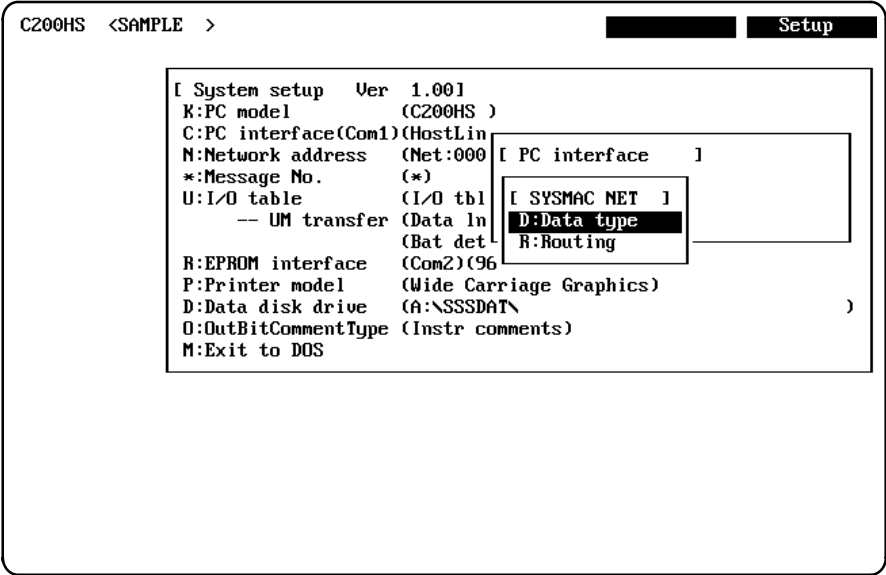 C200HS <SAMPLE > Setup
[ System setup Ver 1.00]
K:PC model (C200HS )
C:PC interface(Com1)(HostLin
N:Network address (Net:000 [ PC interface ]
*:Message No. (*)
U:I/O table (I/O tbl [ SYSMAC NET ]
-- UM transfer (Data ln D:Data type
(Bat det R:Routing
R:EPROM interface (Com2)(96
P:Printer model (Wide Carriage Graphics)
D:Data disk drive (A:\SSSDAT\ )
O:OutBitCommentType (Instr comments)
M:Exit to DOS